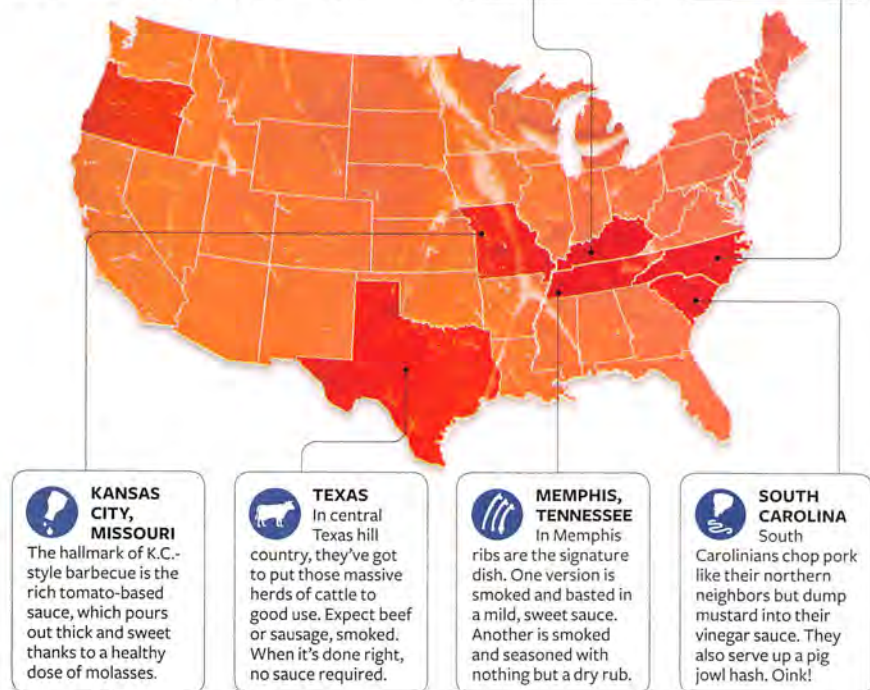 KANSAS
CITY,
MISSOURI
The hallmark of K.C.-
style barbecue is the
rich tomato-based
sauce, which pours
out thick and sweet
thanks to a healthy
dose of molasses.
TEXAS
In central
Texas hill
country, they've got
to put those massive
herds of cattle to
good use. Expect beef
or sausage, smoked.
When it's done right,
no sauce required.
MEMPHIS,
TENNESSEE
In Memphis
ribs are the signature
dish. One version is
smoked and basted in
a mild, sweet sauce.
Another is smoked
and seasoned with
nothing but a dry rub.
SOUTH
CAROLINA
South
Carolinians chop pork
like their northern
neighbors but dump
mustard into their
vinegar sauce. They
also serve up a pig
jowl hash. Oink!